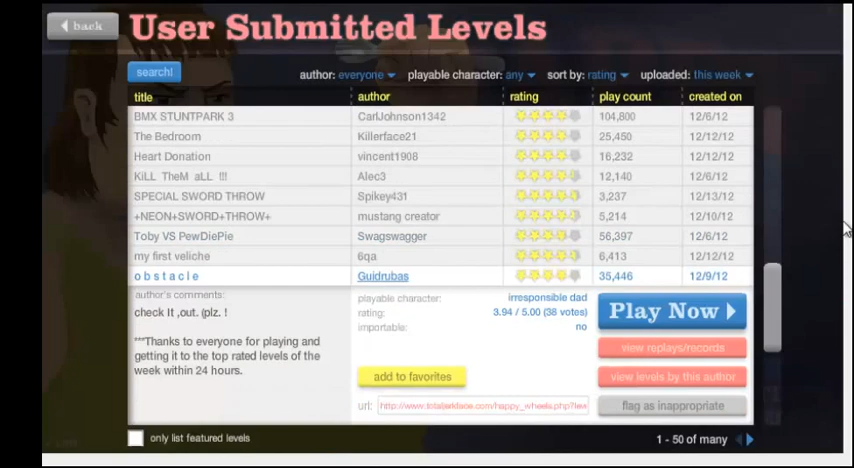 back
User Submitted Levels
search!
author: everyone playable character: any sort by: rating uploaded: this week
title author rating play count created on
BMX STUNTPARK 3 CarlJohnson1342 104,800 12/6/12
The Bedroom Killerface21 25,450 12/12/12
Heart Donation vincent1908 16,232 12/12/12
KiLL TheM aLL !!! Alec3 12,140 12/6/12
SPECIAL SWORD THROW Spikey431 3,237 12/13/12
+NEON+SWORD+THROW+ mustang creator 5,214 12/10/12
Toby VS PewDiePie Swagswagger 56,397 12/6/12
my first veliche 6qa 6,413 12/12/12
o b s t a c l e Guidrubas 35,446 12/9/12
author's comments:
check It ,out. (plz. !
***Thanks to everyone for playing and
getting it to the top rated levels of the
week within 24 hours.
playable character: irresponsible dad
rating: 3.94 / 5.00 (38 votes)
importable: no
add to favorites
url: http://www.totaljerkface.com/happy_wheels.php?lev
Play Now
view replays/records
view levels by this author
flag as inappropriate
only list featured levels
1 - 50 of many